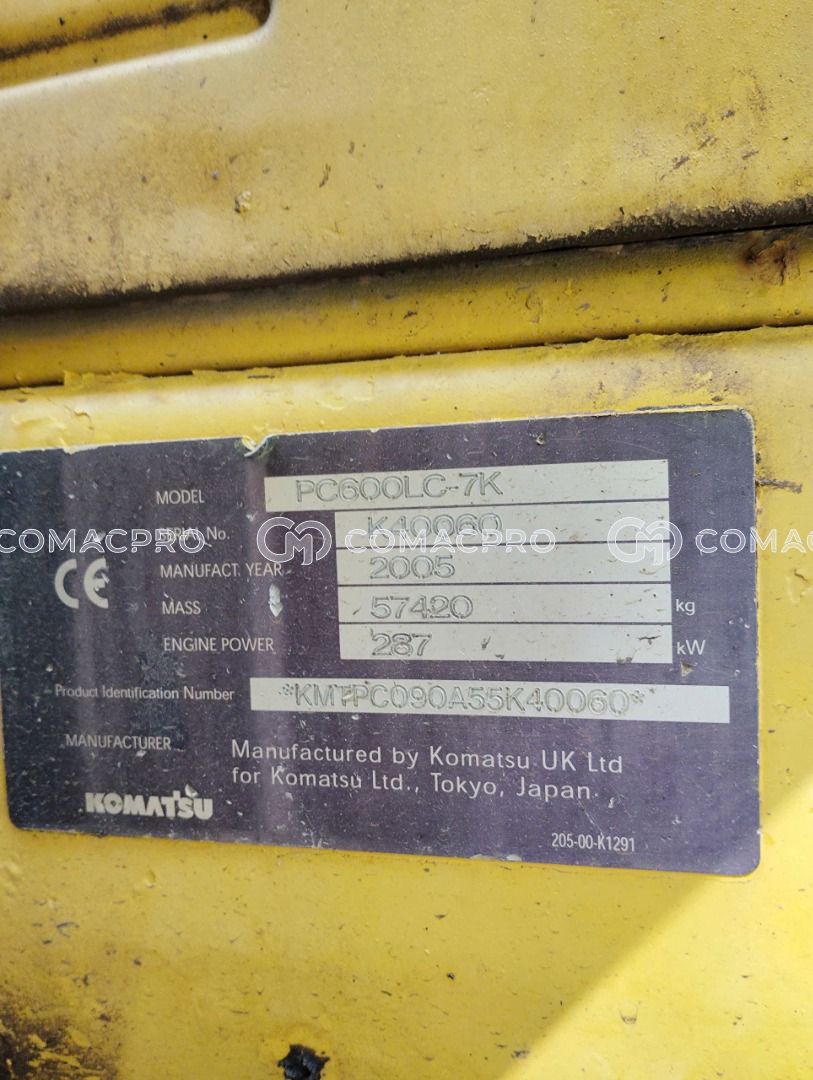 MODEL PC600LC-7K
SERIAL No. K40060
COMACPRO COMACPRO COMACPRO
CE MANUFACT. YEAR 2005
MASS 57420 kg
ENGINE POWER 287 kW
Product Identification Number *KMTPC090A55K40060*
MANUFACTURER Manufactured by Komatsu UK Ltd
for Komatsu Ltd., Tokyo, Japan.
KOMATSU
205-00-K1291